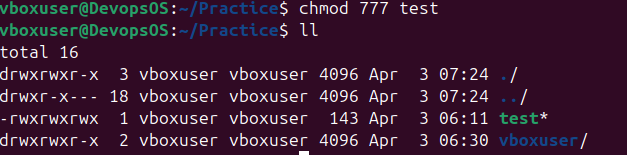 vboxuser@DevopsOS:~/Practice$ chmod 777 test
vboxuser@DevopsOS:~/Practice$ ll
total 16
drwxrwxr-x  3 vboxuser vboxuser 4096 Apr  3 07:24 ./
drwxr-x--- 18 vboxuser vboxuser 4096 Apr  3 07:24 ../
-rwxrwxrwx  1 vboxuser vboxuser  143 Apr  3 06:11 test*
drwxrwxr-x  2 vboxuser vboxuser 4096 Apr  3 06:30 vboxuser/